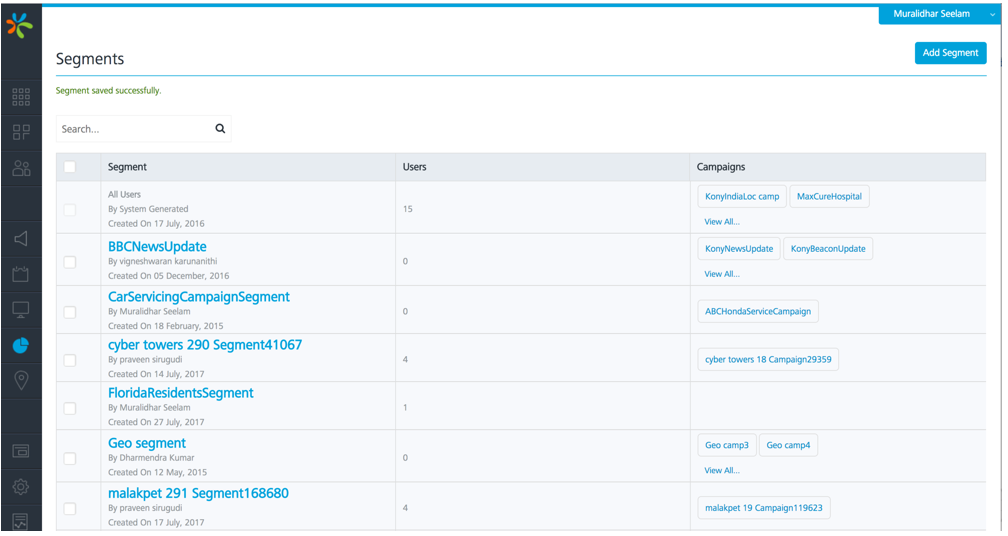 Muralidhar Seelam
Segments
Add Segment
Segment saved successfully.
Search...
Segment Users Campaigns
All Users
By System Generated
Created On 17 July, 2016
15
KonyIndiaLoc camp MaxCureHospital
View All...
BBCNewsUpdate
By vigneshwaran karunanithi
Created On 05 December, 2016
0
KonyNewsUpdate KonyBeaconUpdate
View All...
CarServicingCampaignSegment
By Muralidhar Seelam
Created On 18 February, 2015
0
ABCHondaServiceCampaign
cyber towers 290 Segment41067
By praveen sirugudi
Created On 14 July, 2017
4
cyber towers 18 Campaign29359
FloridaResidentsSegment
By Muralidhar Seelam
Created On 27 July, 2017
1
Geo segment
By Dharmendra Kumar
Created On 12 May, 2015
0
Geo camp3 Geo camp4
View All...
malakpet 291 Segment168680
By praveen sirugudi
Created On 17 July, 2017
4
malakpet 19 Campaign119623